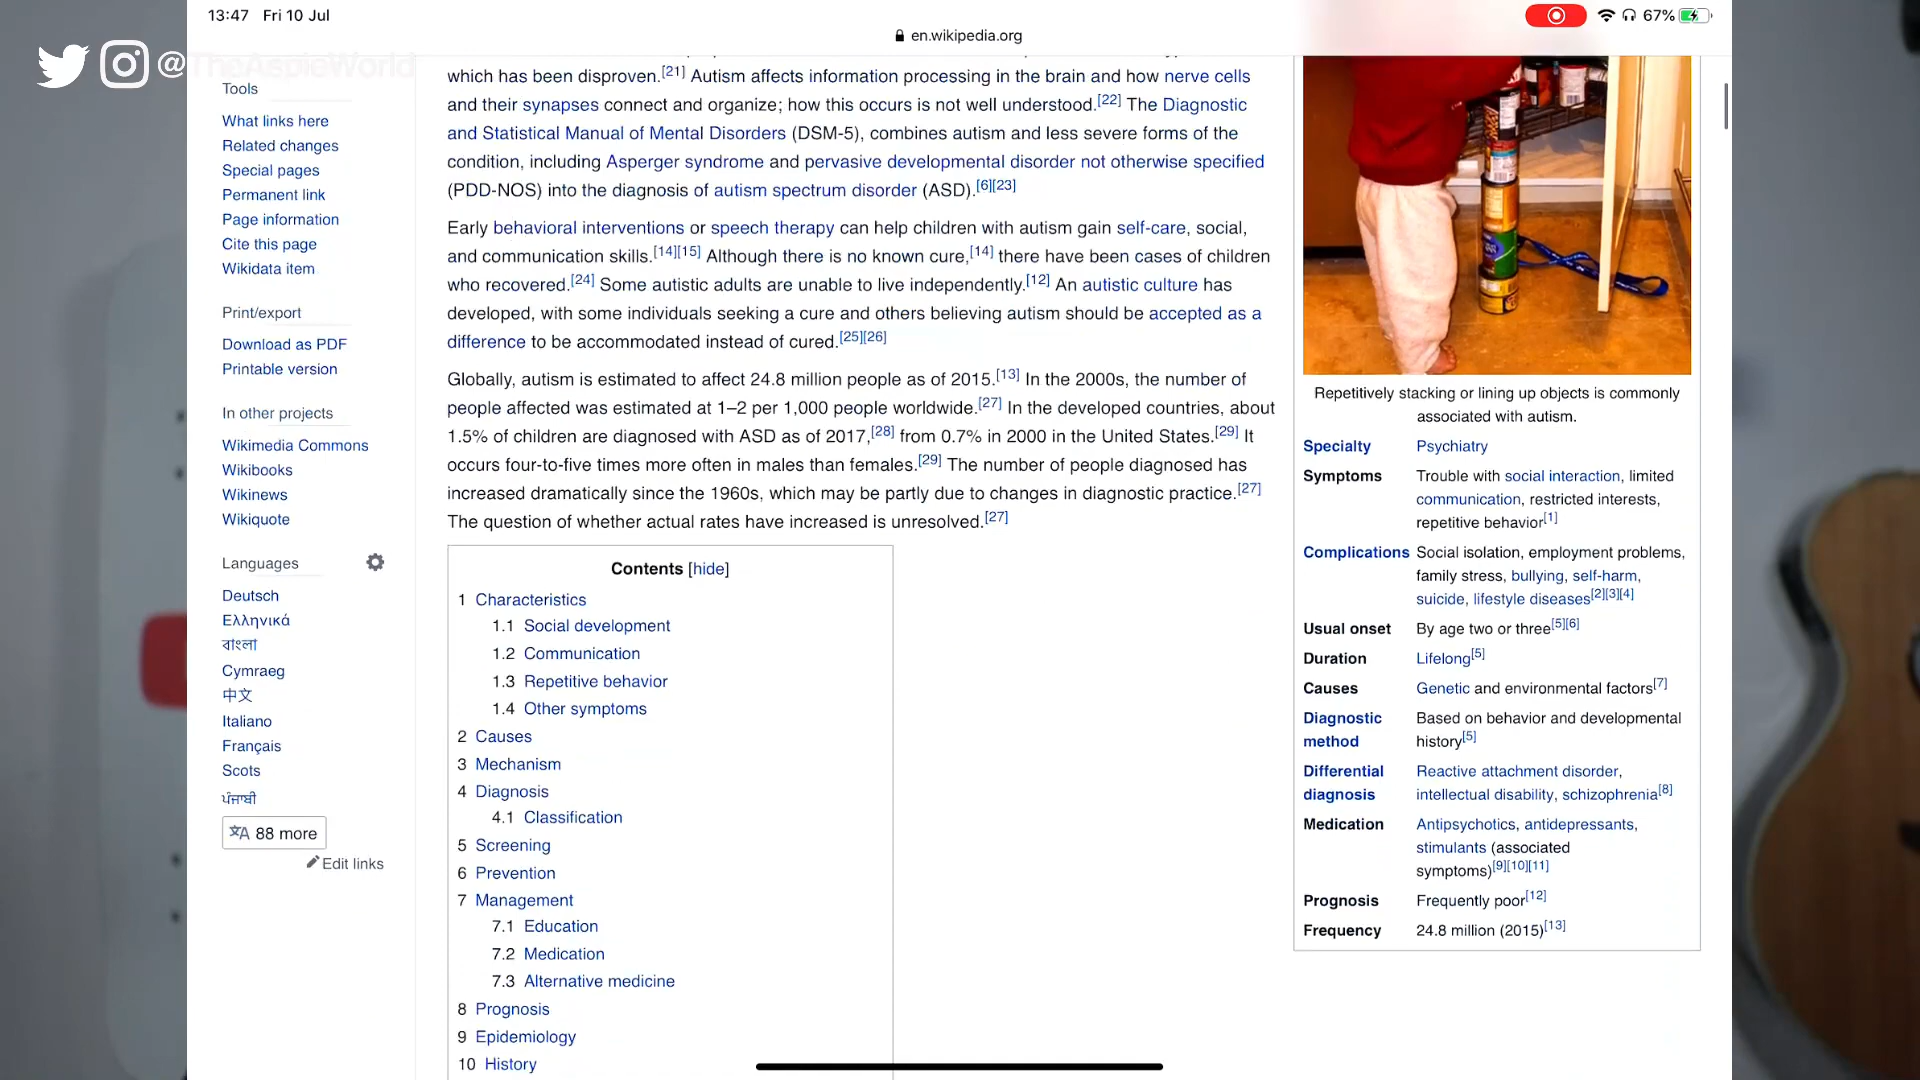 13:47 Fri 10 Jul
67%
en.wikipedia.org
@TheAspieWorld
Tools
What links here
Related changes
Special pages
Permanent link
Page information
Cite this page
Wikidata item
Print/export
Download as PDF
Printable version
In other projects
Wikimedia Commons
Wikibooks
Wikinews
Wikiquote
Languages
Deutsch
Ελληνικά
বাংলা
Cymraeg
中文
Italiano
Français
Scots
ਪੰਜਾਬੀ
88 more
Edit links
which has been disproven.[21] Autism affects information processing in the brain and how nerve cells
and their synapses connect and organize; how this occurs is not well understood.[22] The Diagnostic
and Statistical Manual of Mental Disorders (DSM-5), combines autism and less severe forms of the
condition, including Asperger syndrome and pervasive developmental disorder not otherwise specified
(PDD-NOS) into the diagnosis of autism spectrum disorder (ASD).[6][23]
Early behavioral interventions or speech therapy can help children with autism gain self-care, social,
and communication skills.[14][15] Although there is no known cure,[14] there have been cases of children
who recovered.[24] Some autistic adults are unable to live independently.[12] An autistic culture has
developed, with some individuals seeking a cure and others believing autism should be accepted as a
difference to be accommodated instead of cured.[25][26]
Globally, autism is estimated to affect 24.8 million people as of 2015.[13] In the 2000s, the number of
people affected was estimated at 1–2 per 1,000 people worldwide.[27] In the developed countries, about
1.5% of children are diagnosed with ASD as of 2017,[28] from 0.7% in 2000 in the United States.[29] It
occurs four-to-five times more often in males than females.[29] The number of people diagnosed has
increased dramatically since the 1960s, which may be partly due to changes in diagnostic practice.[27]
The question of whether actual rates have increased is unresolved.[27]
Contents [hide]
1 Characteristics
1.1 Social development
1.2 Communication
1.3 Repetitive behavior
1.4 Other symptoms
2 Causes
3 Mechanism
4 Diagnosis
4.1 Classification
5 Screening
6 Prevention
7 Management
7.1 Education
7.2 Medication
7.3 Alternative medicine
8 Prognosis
9 Epidemiology
10 History
Repetitively stacking or lining up objects is commonly
associated with autism.
Specialty Psychiatry
Symptoms Trouble with social interaction, limited
communication, restricted interests,
repetitive behavior[1]
Complications Social isolation, employment problems,
family stress, bullying, self-harm,
suicide, lifestyle diseases[2][3][4]
Usual onset By age two or three[5][6]
Duration Lifelong[5]
Causes Genetic and environmental factors[7]
Diagnostic Based on behavior and developmental
method history[5]
Differential Reactive attachment disorder,
diagnosis intellectual disability, schizophrenia[8]
Medication Antipsychotics, antidepressants,
stimulants (associated
symptoms)[9][10][11]
Prognosis Frequently poor[12]
Frequency 24.8 million (2015)[13]